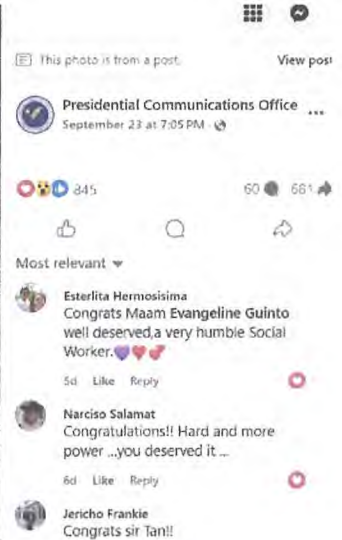 This photo is from a post.
View post
Presidential Communications Office
September 23 at 7:05 PM ·
845
60
661
Most relevant
Esterlita Hermosisima
Congrats Maam Evangeline Guinto
well deserved,a very humble Social
Worker.💜❤️💕
5d Like Reply
Narciso Salamat
Congratulations!! Hard and more
power ...you deserved it ...
6d Like Reply
Jericho Frankie
Congrats sir Tan!!